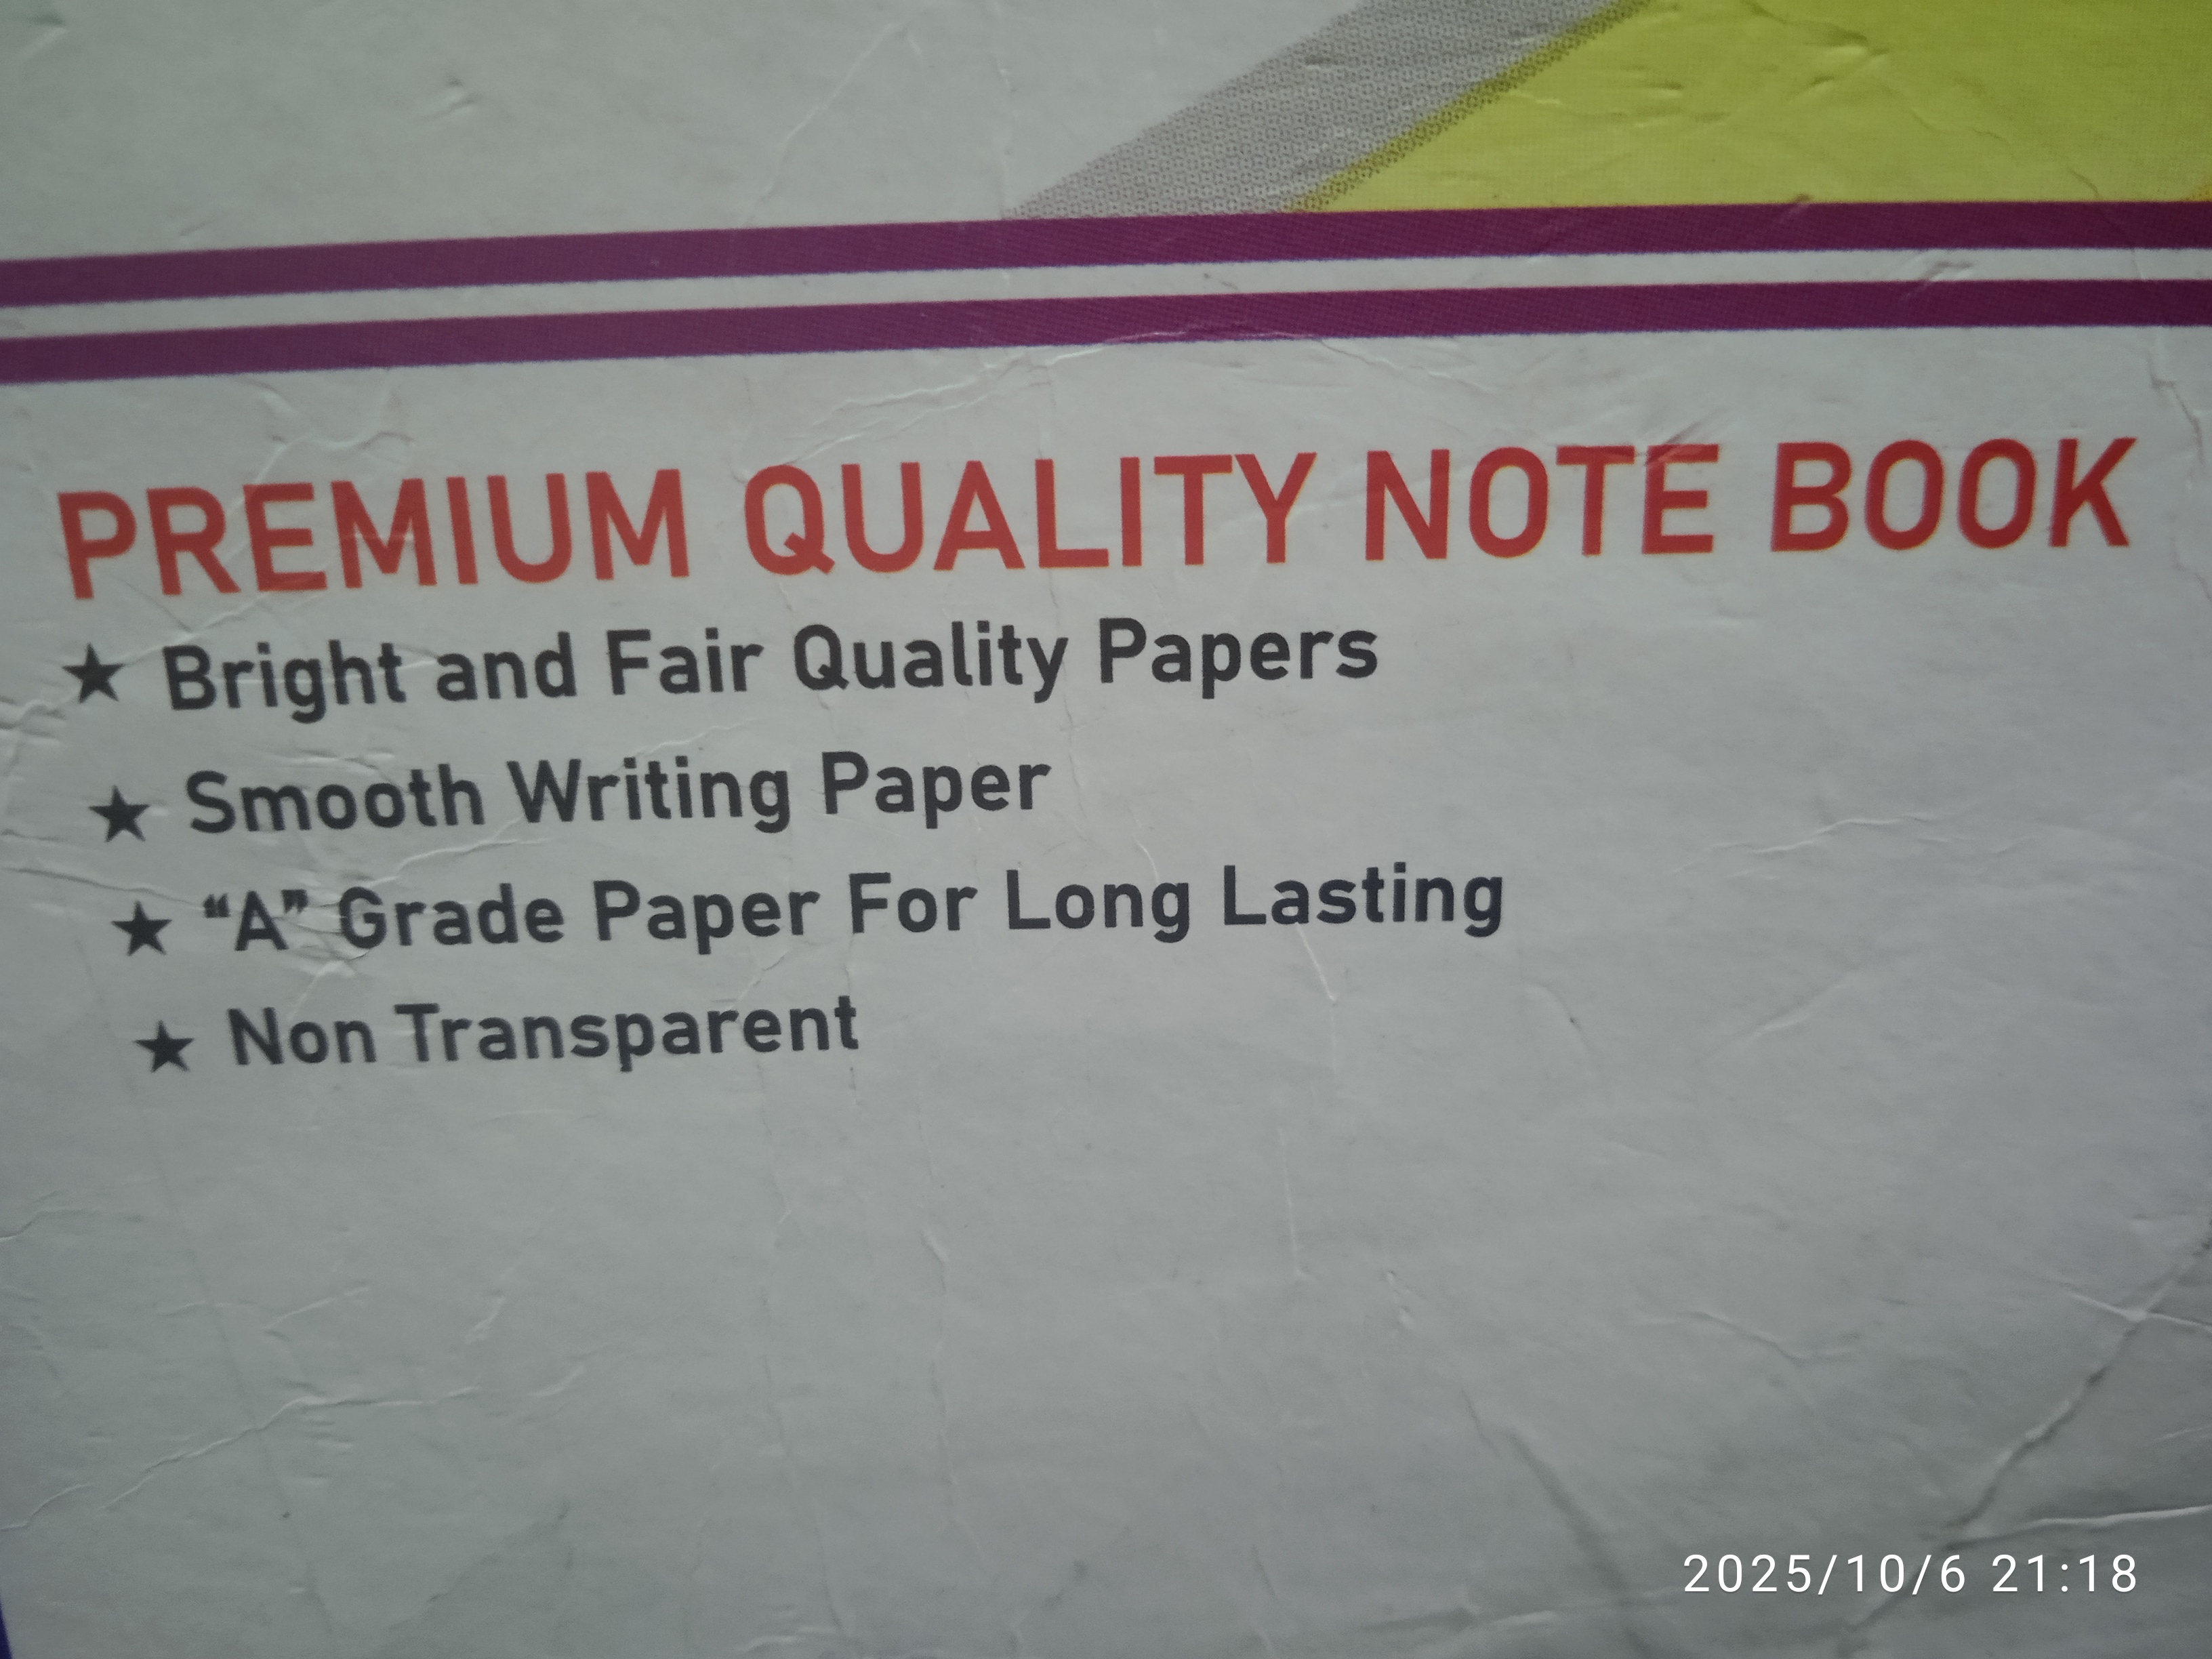 PREMIUM QUALITY NOTE BOOK
★ Bright and Fair Quality Papers
★ Smooth Writing Paper
★ “A” Grade Paper For Long Lasting
★ Non Transparent
2025/10/6 21:18